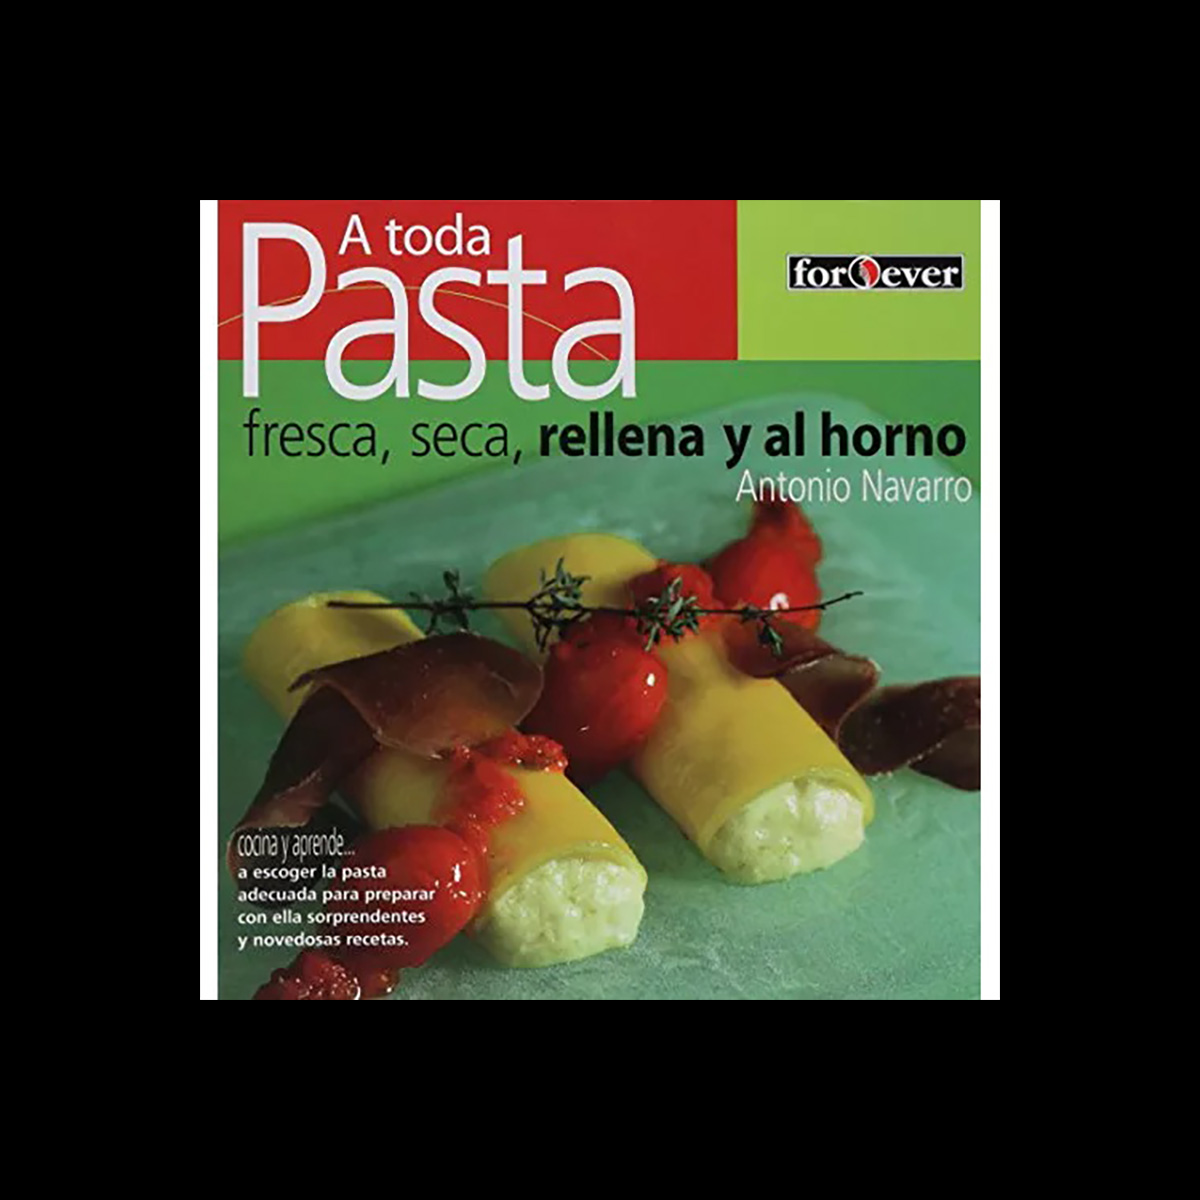 A toda
Pasta
for ever
fresca, seca, rellena y al horno
Antonio Navarro
cocina y aprende...
a escoger la pasta
adecuada para preparar
con ella sorprendentes
y novedosas recetas.